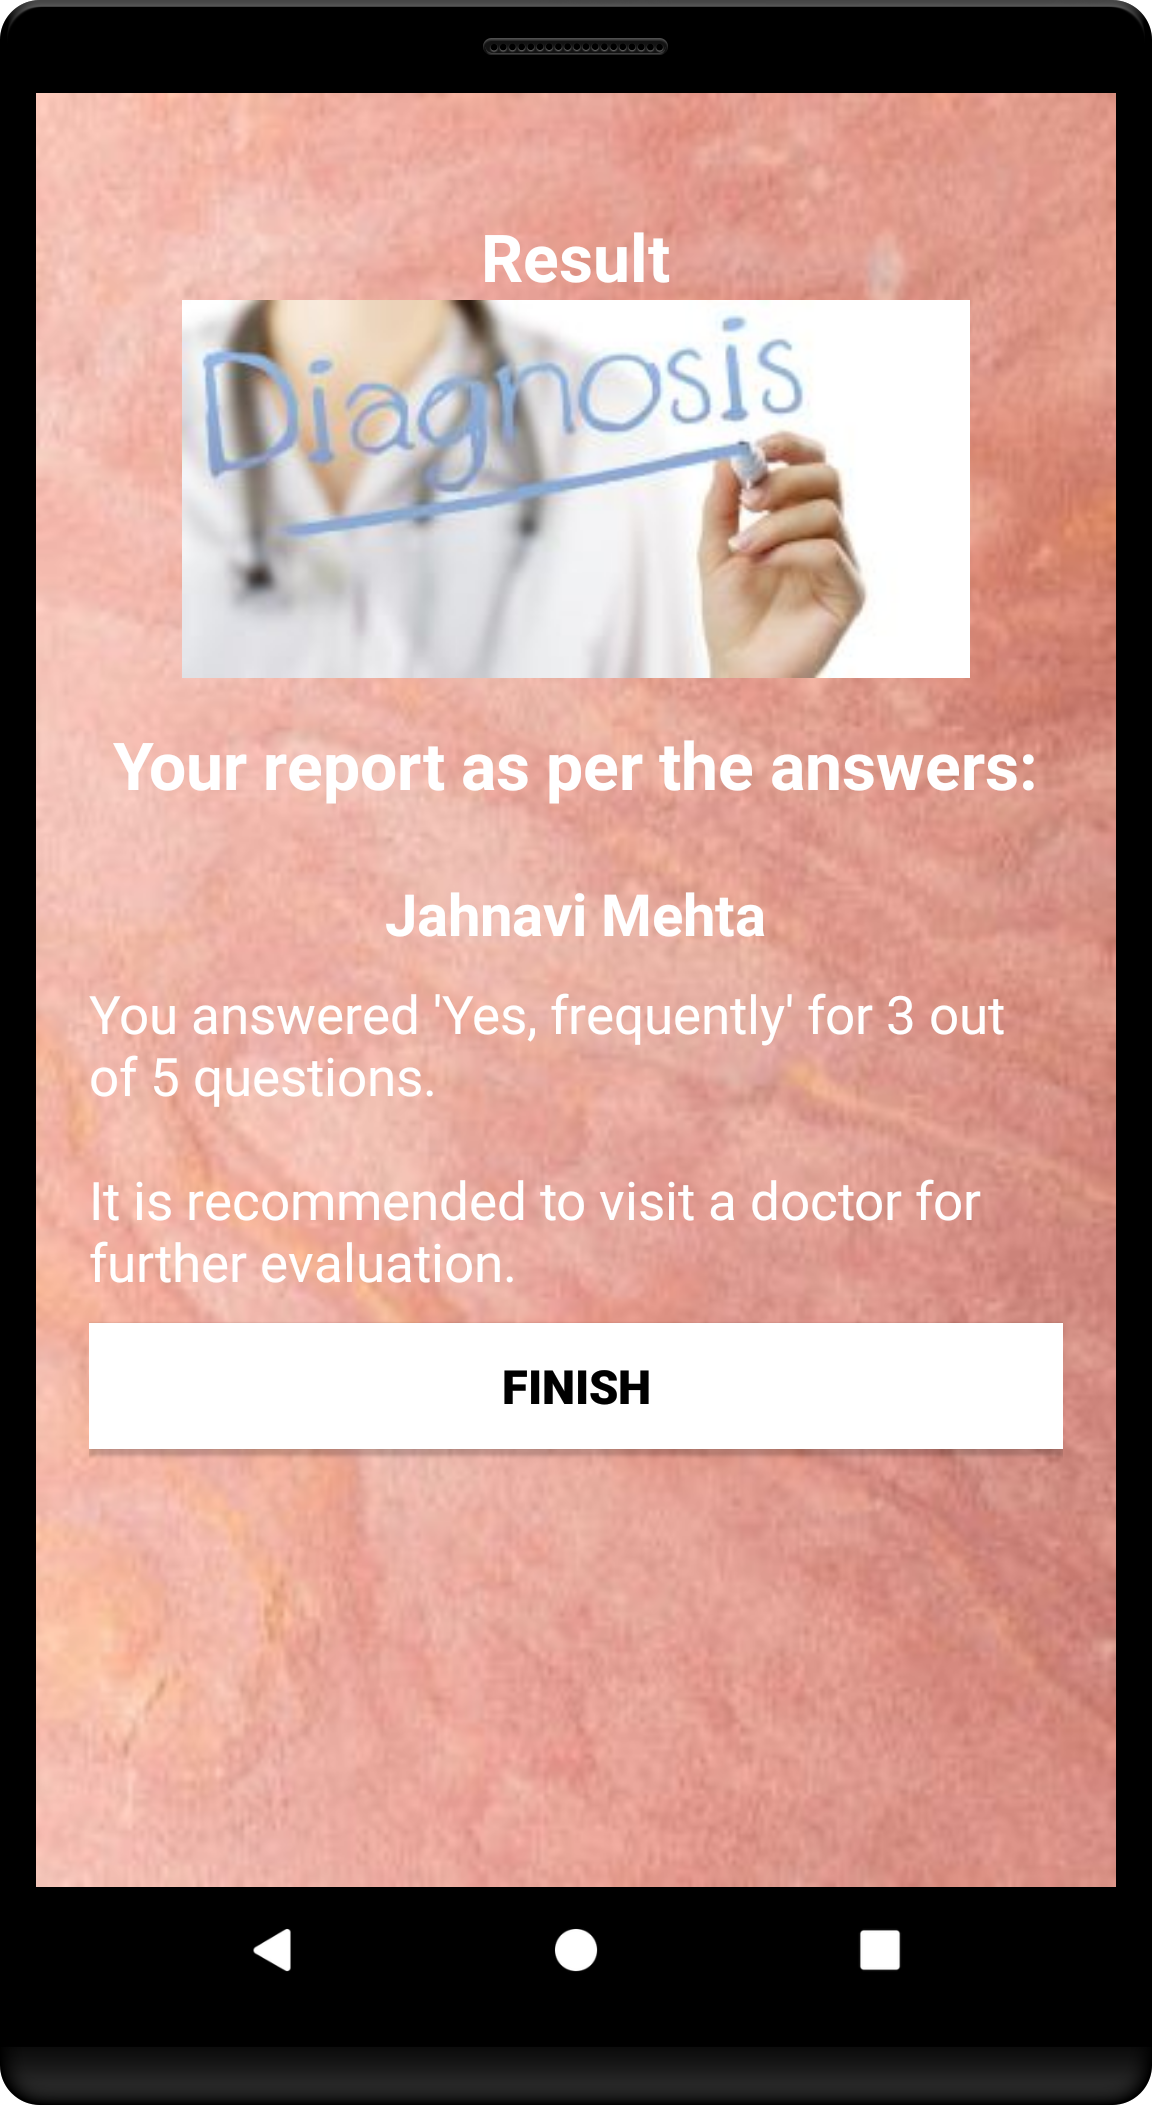 Result
Diagnosis
Your report as per the answers:
Jahnavi Mehta
You answered 'Yes, frequently' for 3 out
of 5 questions.
It is recommended to visit a doctor for
further evaluation.
FINISH